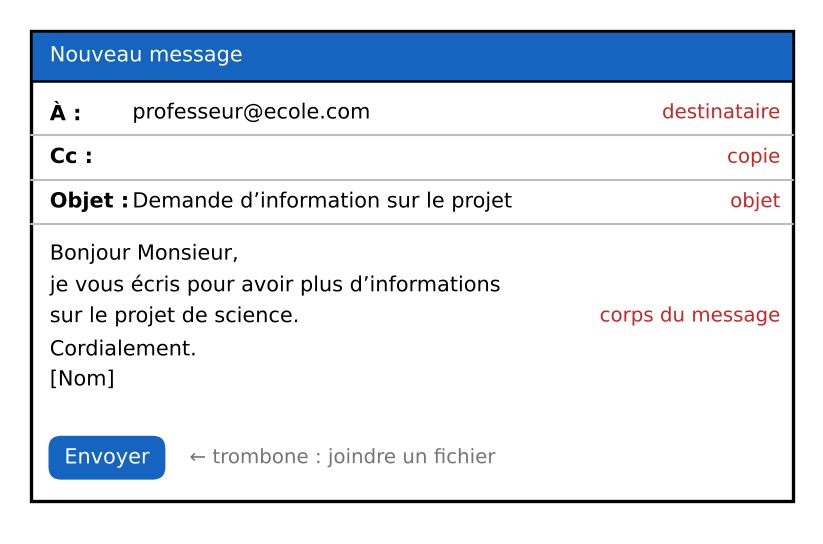 Nouveau message
À : professeur@ecole.com destinataire
Cc : copie
Objet : Demande d’information sur le projet objet
Bonjour Monsieur,
je vous écris pour avoir plus d’informations
sur le projet de science. corps du message
Cordialement.
[Nom]
Envoyer ← trombone : joindre un fichier